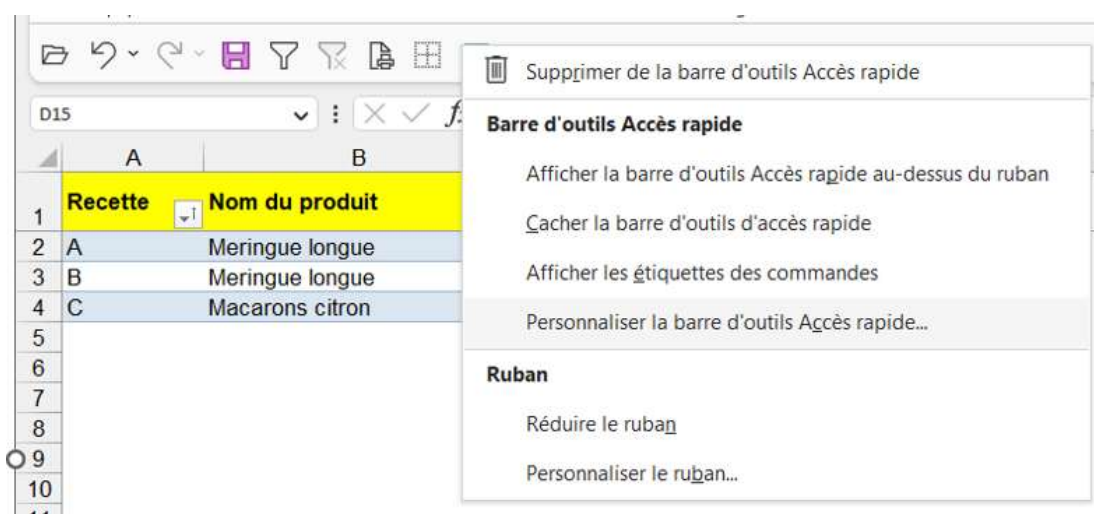 Supprimer de la barre d'outils Accès rapide
D15
fx
Barre d'outils Accès rapide
A B
Afficher la barre d'outils Accès rapide au-dessus du ruban
1 Recette Nom du produit
Cacher la barre d'outils d'accès rapide
2 A Meringue longue
3 B Meringue longue
Afficher les étiquettes des commandes
4 C Macarons citron
Personnaliser la barre d'outils Accès rapide...
5
6
Ruban
7
8
Réduire le ruban
9
10
Personnaliser le ruban...